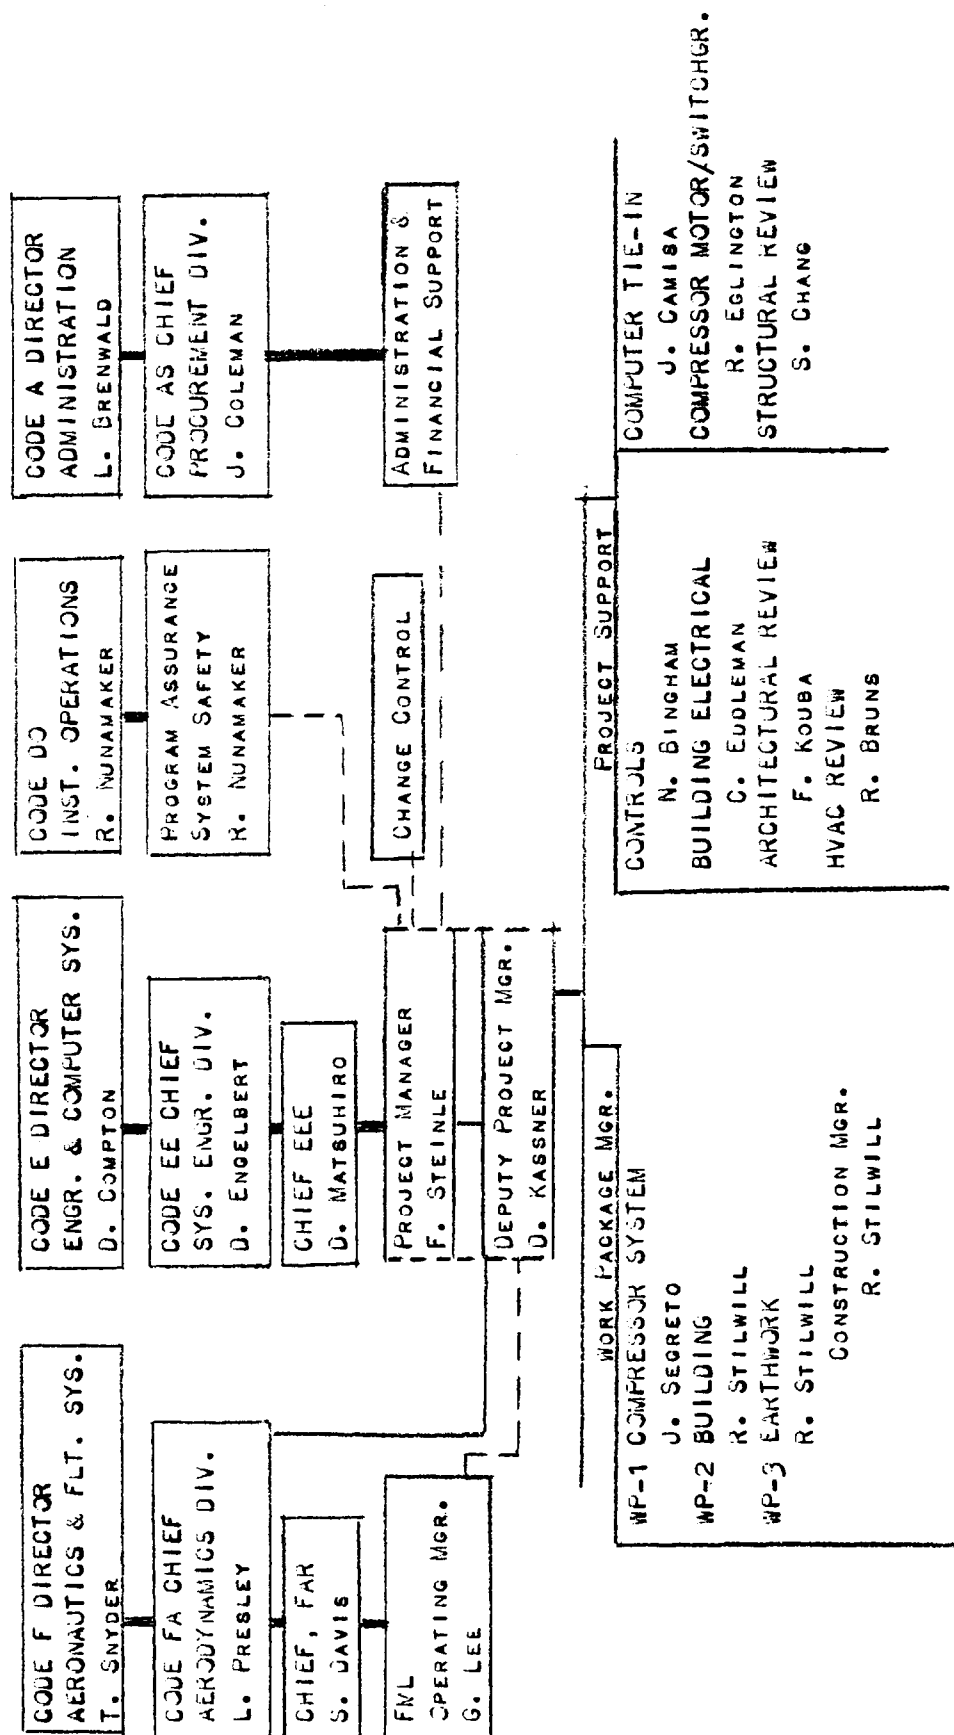 CODE F DIRECTOR
AERONAUTICS & FLT. SYS.
T. SNYDER
CODE FA CHIEF
AERODYNAMICS DIV.
L. PRESLEY
CHIEF, FAR
S. DAVIS
FML
OPERATING MGR.
G. LEE
CODE E DIRECTOR
ENGR. & COMPUTER SYS.
D. COMPTON
CODE EE CHIEF
SYS. ENGR. DIV.
D. ENGELBERT
CHIEF EEE
D. MATSUHIRO
PROJECT MANAGER
F. STEINLE
DEPUTY PROJECT MGR.
D. KASSNER
CODE DO
INST. OPERATIONS
R. NUNAMAKER
PROGRAM ASSURANCE
SYSTEM SAFETY
R. NUNAMAKER
CHANGE CONTROL
CODE A DIRECTOR
ADMINISTRATION
L. BRENWALD
CODE AS CHIEF
PROCUREMENT DIV.
J. COLEMAN
ADMINISTRATION &
FINANCIAL SUPPORT
WORK PACKAGE MGR.
WP-1 COMPRESSOR SYSTEM
J. SEGRETO
WP-2 BUILDING
R. STILWILL
WP-3 EARTHWORK
R. STILWILL
CONSTRUCTION MGR.
R. STILWILL
PROJECT SUPPORT
CONTROLS
N. BINGHAM
BUILDING ELECTRICAL
C. EUDLEMAN
ARCHITECTURAL REVIEW
F. KOUBA
HVAC REVIEW
R. BRUNS
COMPUTER TIE-IN
J. CAMISA
COMPRESSOR MOTOR/SWITCHGR.
R. EGLINGTON
STRUCTURAL REVIEW
S. CHANG